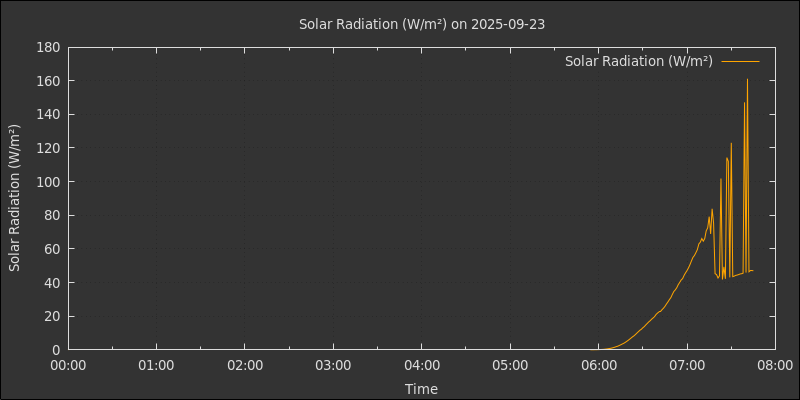 Solar Radiation (W/m²) on 2025-09-23
Solar Radiation (W/m²)
Solar Radiation (W/m²)
180
160
140
120
100
80
60
40
20
0
00:00 01:00 02:00 03:00 04:00 05:00 06:00 07:00 08:00
Time